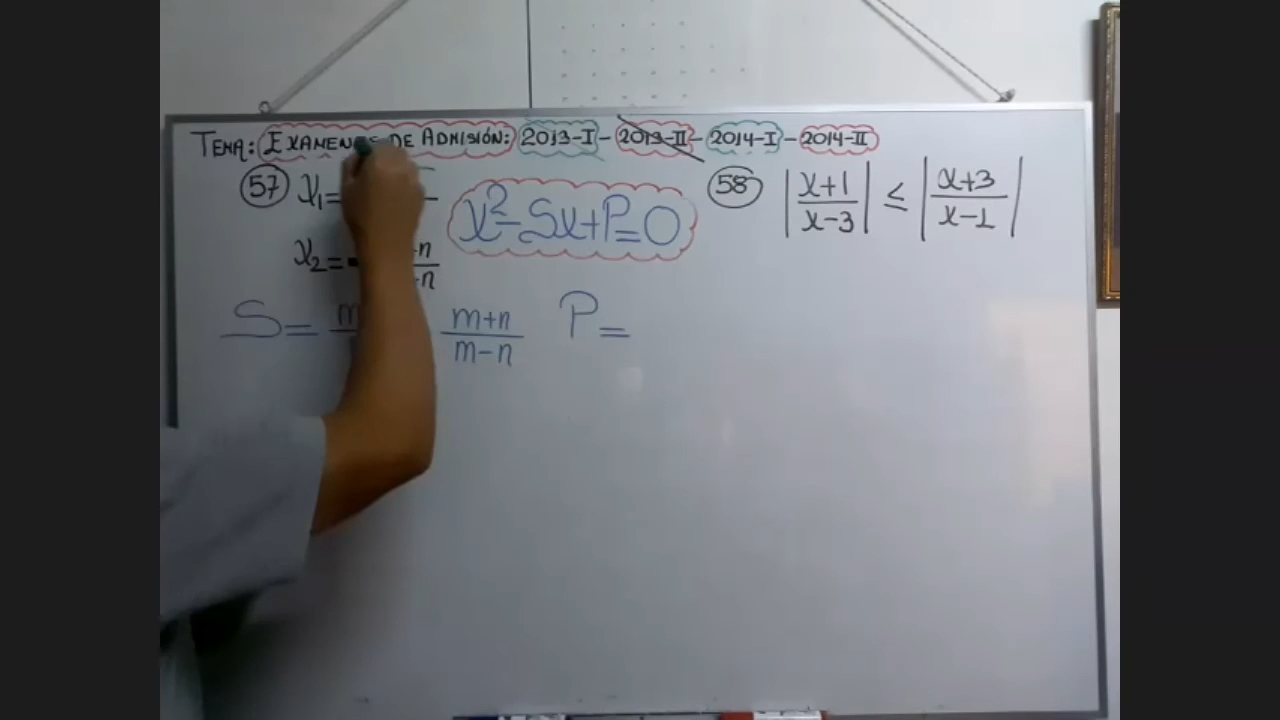 TEMA: EXAMENES DE ADMISIÓN: 2013-I - 2013-II - 2014-I - 2014-II
57 x₁=
x² - Sx + P = 0
58 |x+1 / x-3| ≤ |x+3 / x-1|
x₂= - +n / -n
S = m m+n / m-n P =